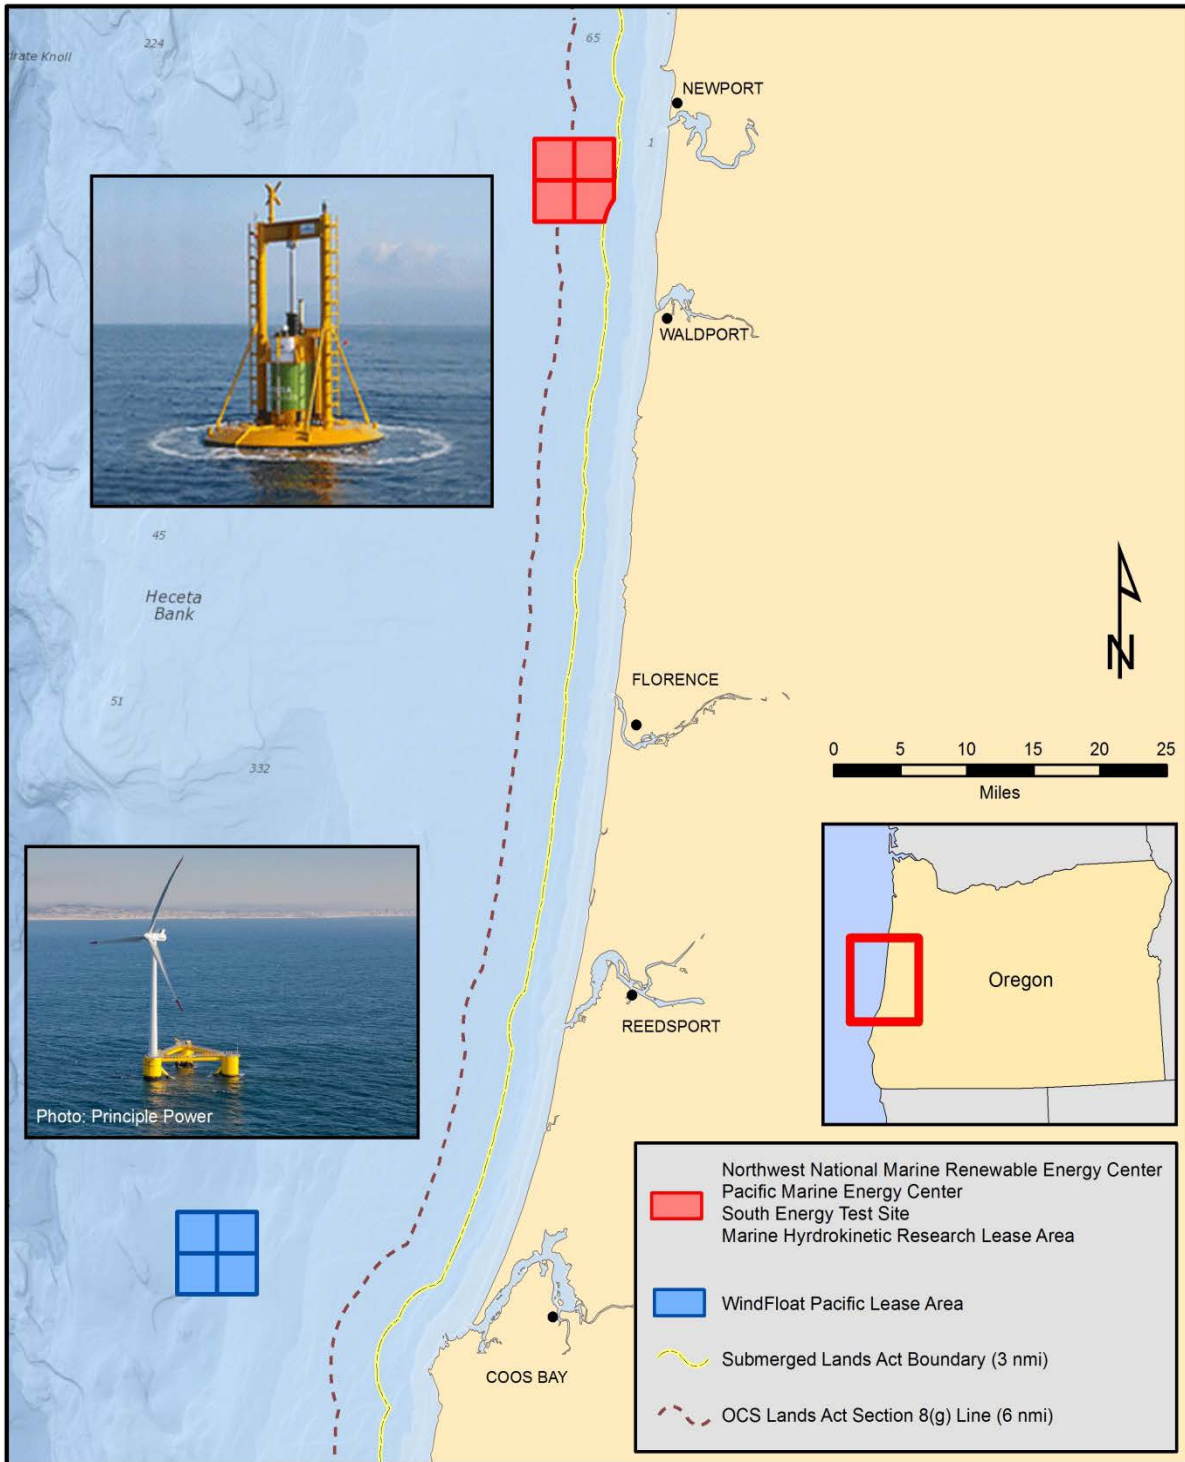 224
drate Knoll
65
NEWPORT
1
WALDPORT
45
Heceta
Bank
51
332
FLORENCE
N
0 5 10 15 20 25
Miles
Oregon
REEDSPORT
Photo: Principle Power
COOS BAY
Northwest National Marine Renewable Energy Center
Pacific Marine Energy Center
South Energy Test Site
Marine Hyrdrokinetic Research Lease Area
WindFloat Pacific Lease Area
Submerged Lands Act Boundary (3 nmi)
OCS Lands Act Section 8(g) Line (6 nmi)